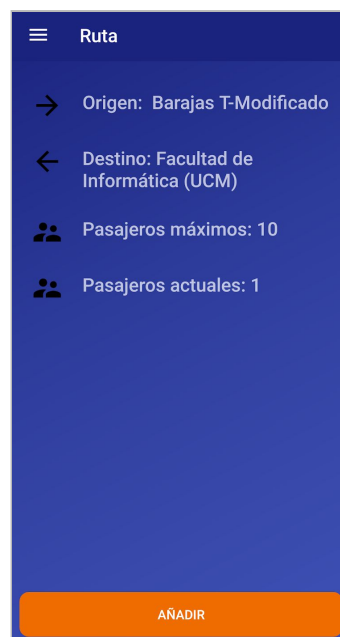 Ruta
Origen:  Barajas T-Modificado
Destino: Facultad de
Informática (UCM)
Pasajeros máximos: 10
Pasajeros actuales: 1
AÑADIR